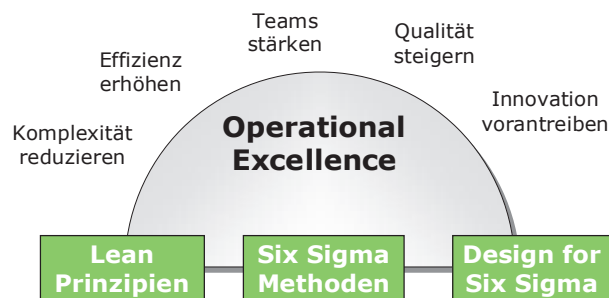 Teams
stärken
Qualität
steigern
Effizienz
erhöhen
Innovation
vorantreiben
Komplexität
reduzieren
Operational
Excellence
Lean
Prinzipien
Six Sigma
Methoden
Design for
Six Sigma